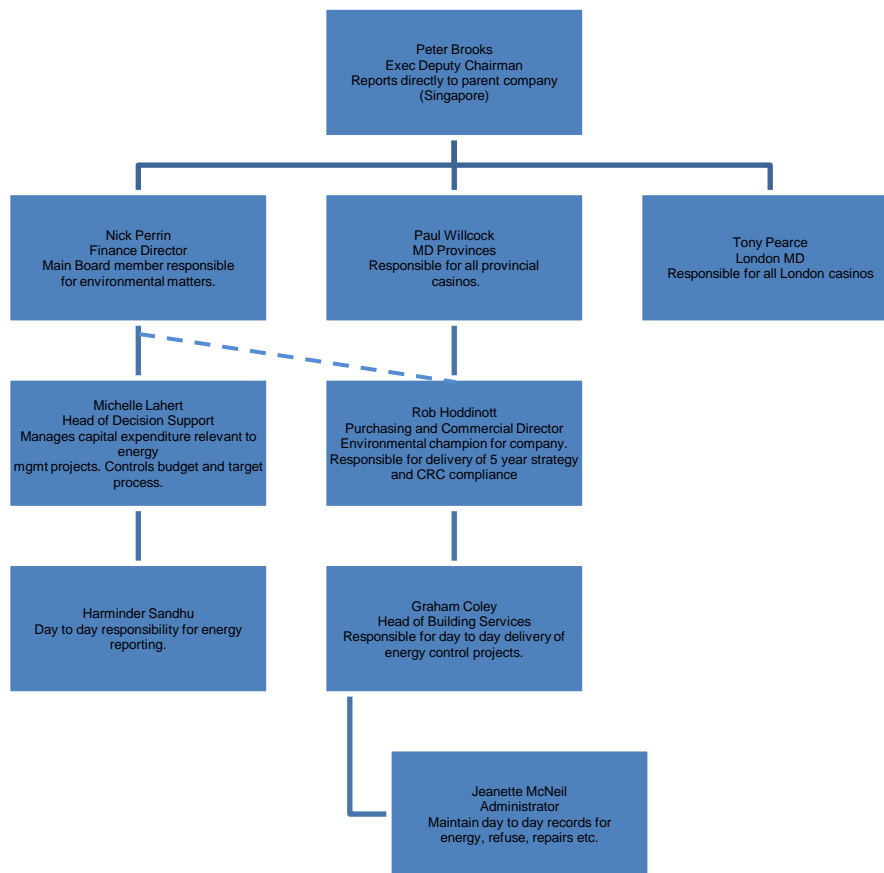 Peter Brooks
Exec Deputy Chairman
Reports directly to parent company
(Singapore)
Nick Perrin
Finance Director
Main Board member responsible
for environmental matters.
Paul Willcock
MD Provinces
Responsible for all provincial
casinos.
Tony Pearce
London MD
Responsible for all London casinos
Michelle Lahert
Head of Decision Support
Manages capital expenditure relevant to
energy
mgmt projects. Controls budget and target
process.
Rob Hoddinott
Purchasing and Commercial Director
Environmental champion for company.
Responsible for delivery of 5 year strategy
and CRC compliance
Harminder Sandhu
Day to day responsibility for energy
reporting.
Graham Coley
Head of Building Services
Responsible for day to day delivery of
energy control projects.
Jeanette McNeil
Administrator
Maintain day to day records for
energy, refuse, repairs etc.